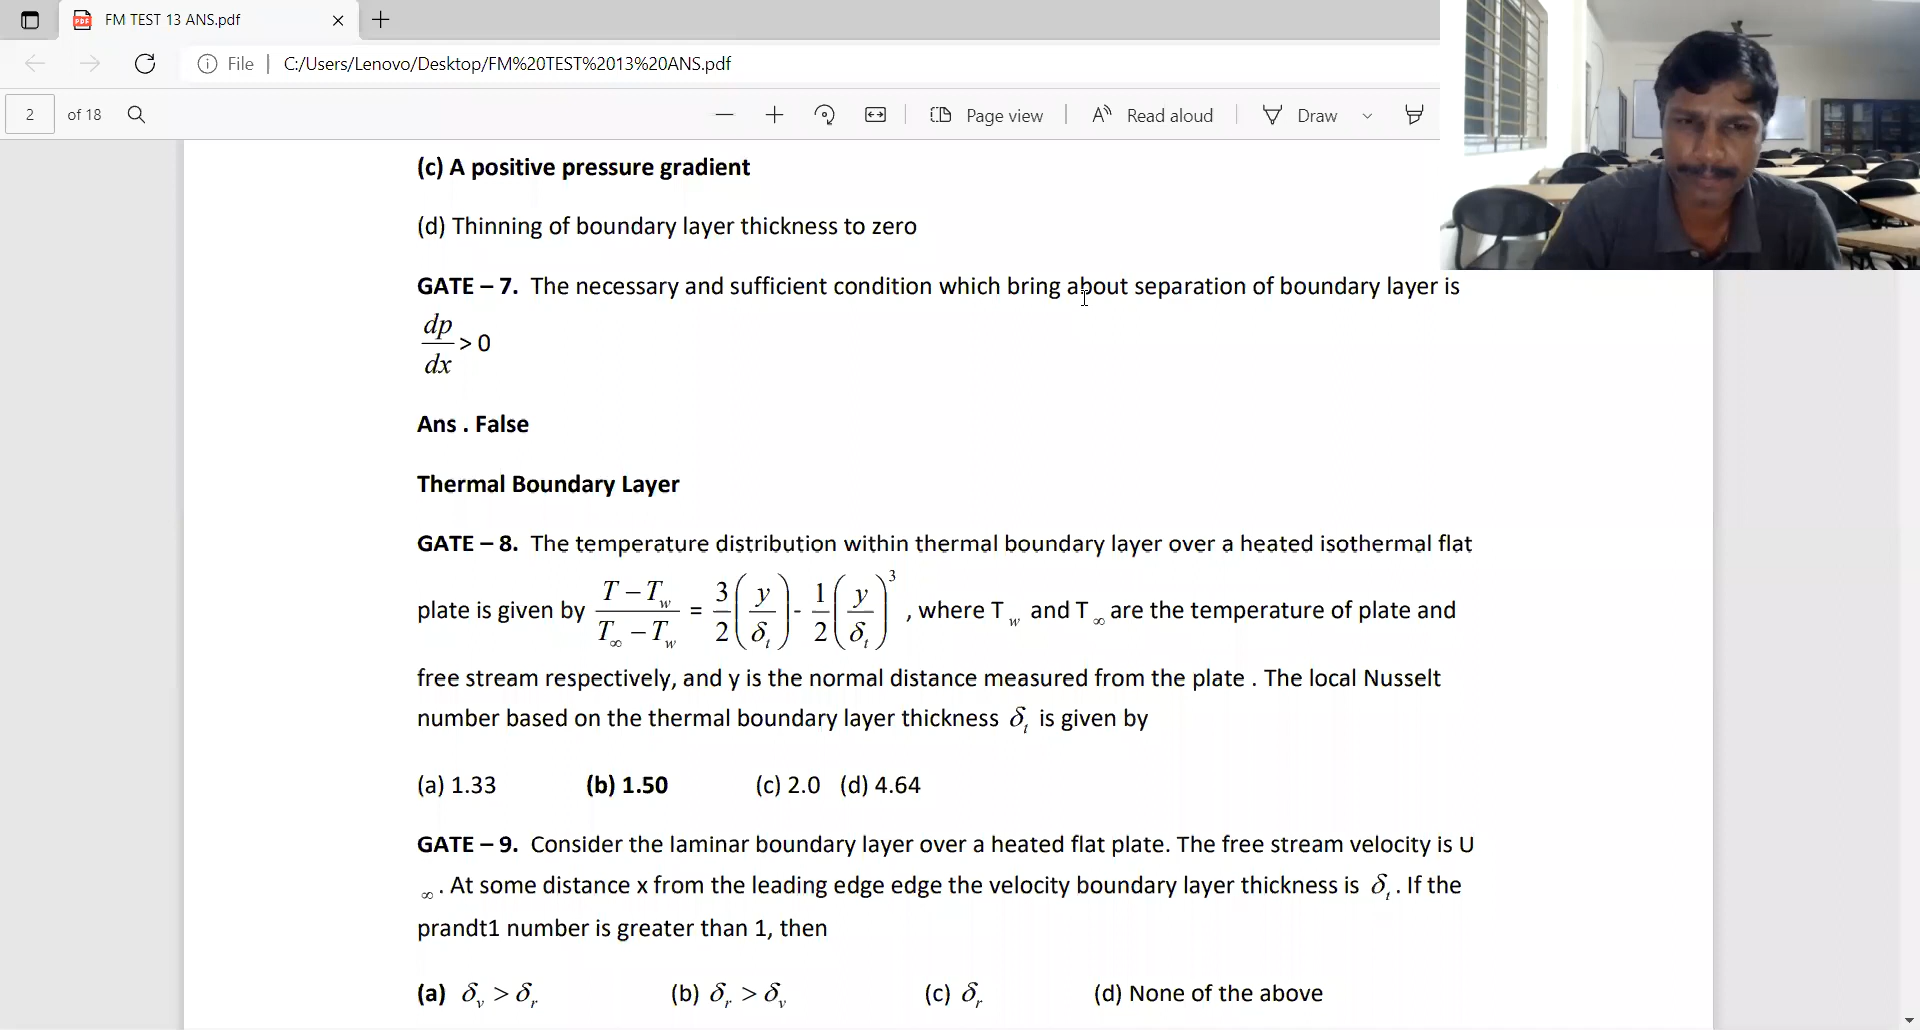 FM TEST 13 ANS.pdf
File | C:/Users/Lenovo/Desktop/FM%20TEST%2013%20ANS.pdf
2 of 18 Page view Read aloud Draw
(c) A positive pressure gradient
(d) Thinning of boundary layer thickness to zero
GATE – 7. The necessary and sufficient condition which bring about separation of boundary layer is
dp/dx > 0
Ans . False
Thermal Boundary Layer
GATE – 8. The temperature distribution within thermal boundary layer over a heated isothermal flat
plate is given by (T − T_w)/(T_∞ − T_w) = 3/2 (y/δ_t) - 1/2 (y/δ_t)^3 , where T_w and T_∞ are the temperature of plate and
free stream respectively, and y is the normal distance measured from the plate . The local Nusselt
number based on the thermal boundary layer thickness δ_t is given by
(a) 1.33 (b) 1.50 (c) 2.0 (d) 4.64
GATE – 9. Consider the laminar boundary layer over a heated flat plate. The free stream velocity is U
∞ . At some distance x from the leading edge edge the velocity boundary layer thickness is δ_t . If the
prandt1 number is greater than 1, then
(a) δ_v > δ_r (b) δ_r > δ_v (c) δ_r (d) None of the above